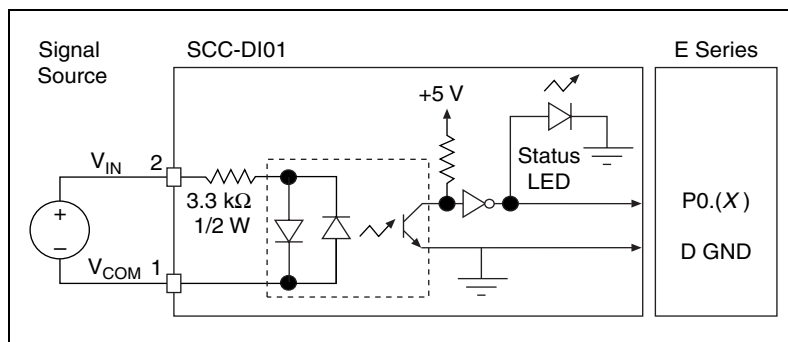 Signal
Source
SCC-DI01
E Series
+5 V
V_IN
2
3.3 kΩ
1/2 W
Status
LED
P0.(X)
D GND
+
–
V_COM 1